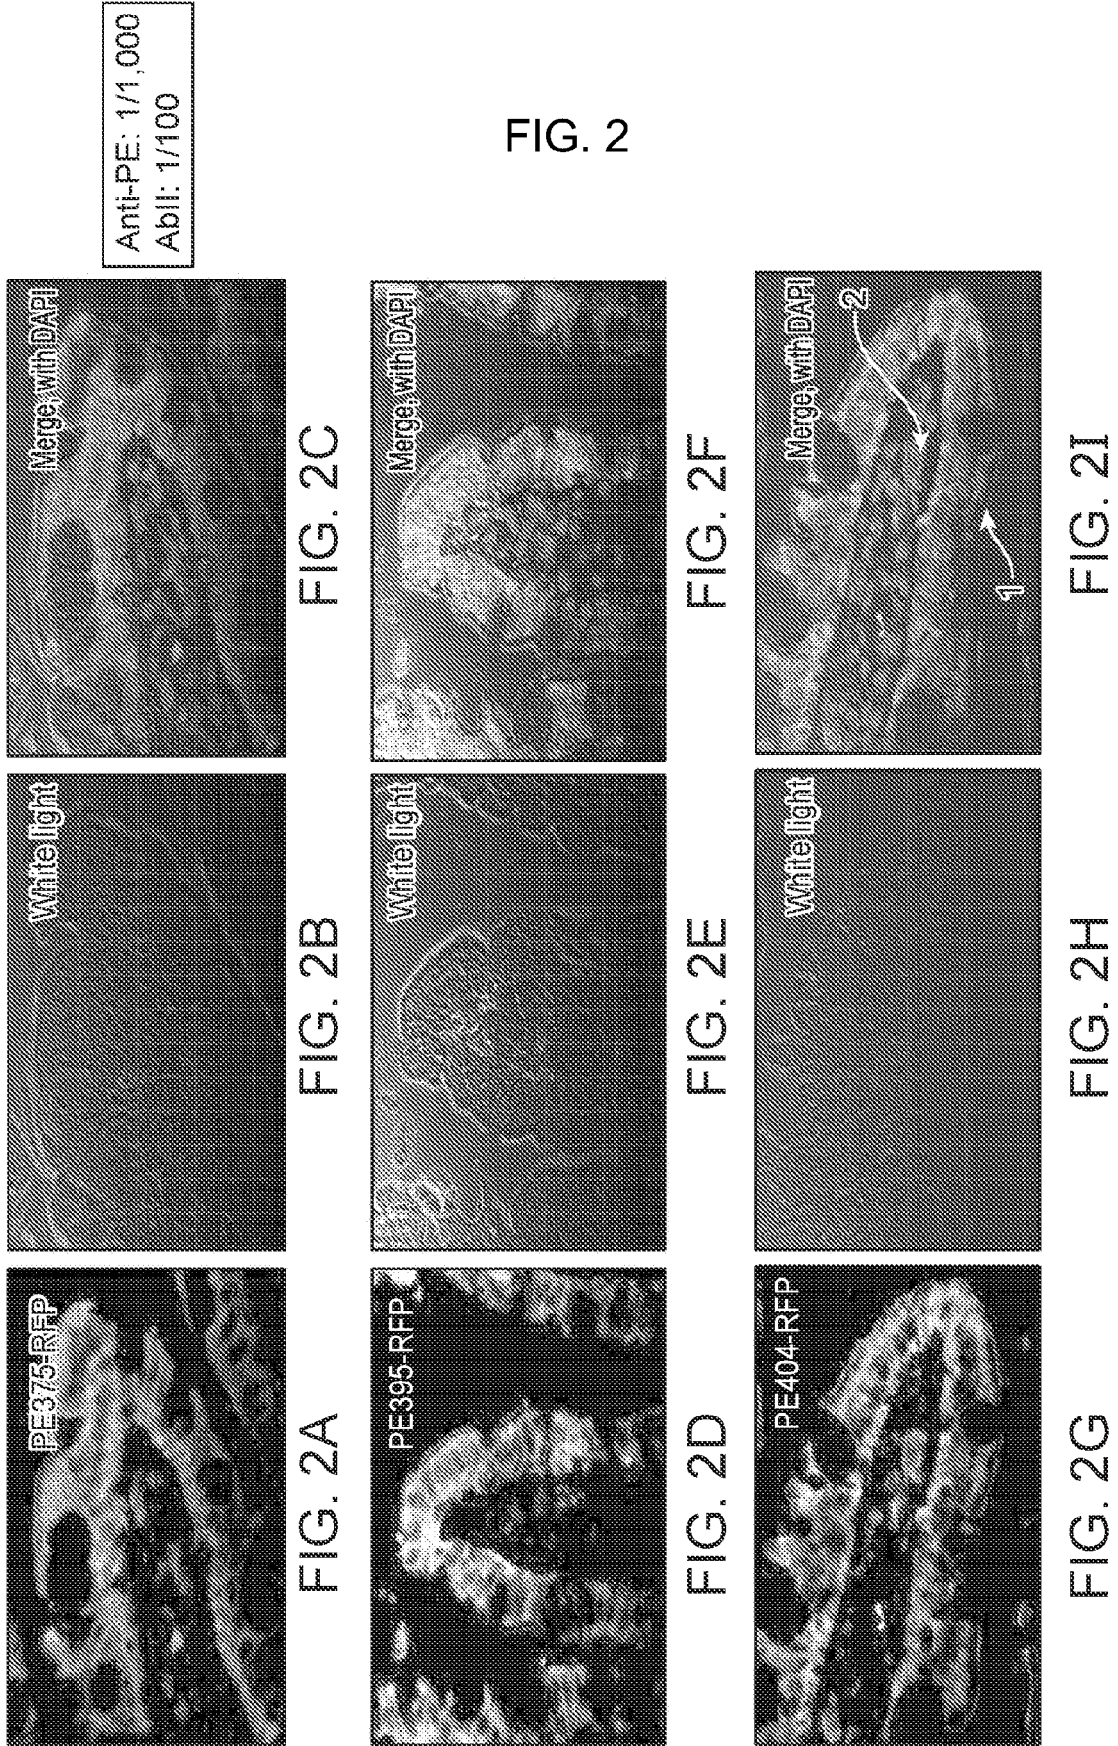 Anti-PE: 1/1,000
AbII: 1/100
PE375-RFP
White light
Merge, with DAPI
FIG. 2A
FIG. 2B
FIG. 2C
PE395-RFP
White light
Merge, with DAPI
FIG. 2D
FIG. 2E
FIG. 2F
PE404-RFP
White light
Merge, with DAPI
2
1
FIG. 2G
FIG. 2H
FIG. 2I
FIG. 2